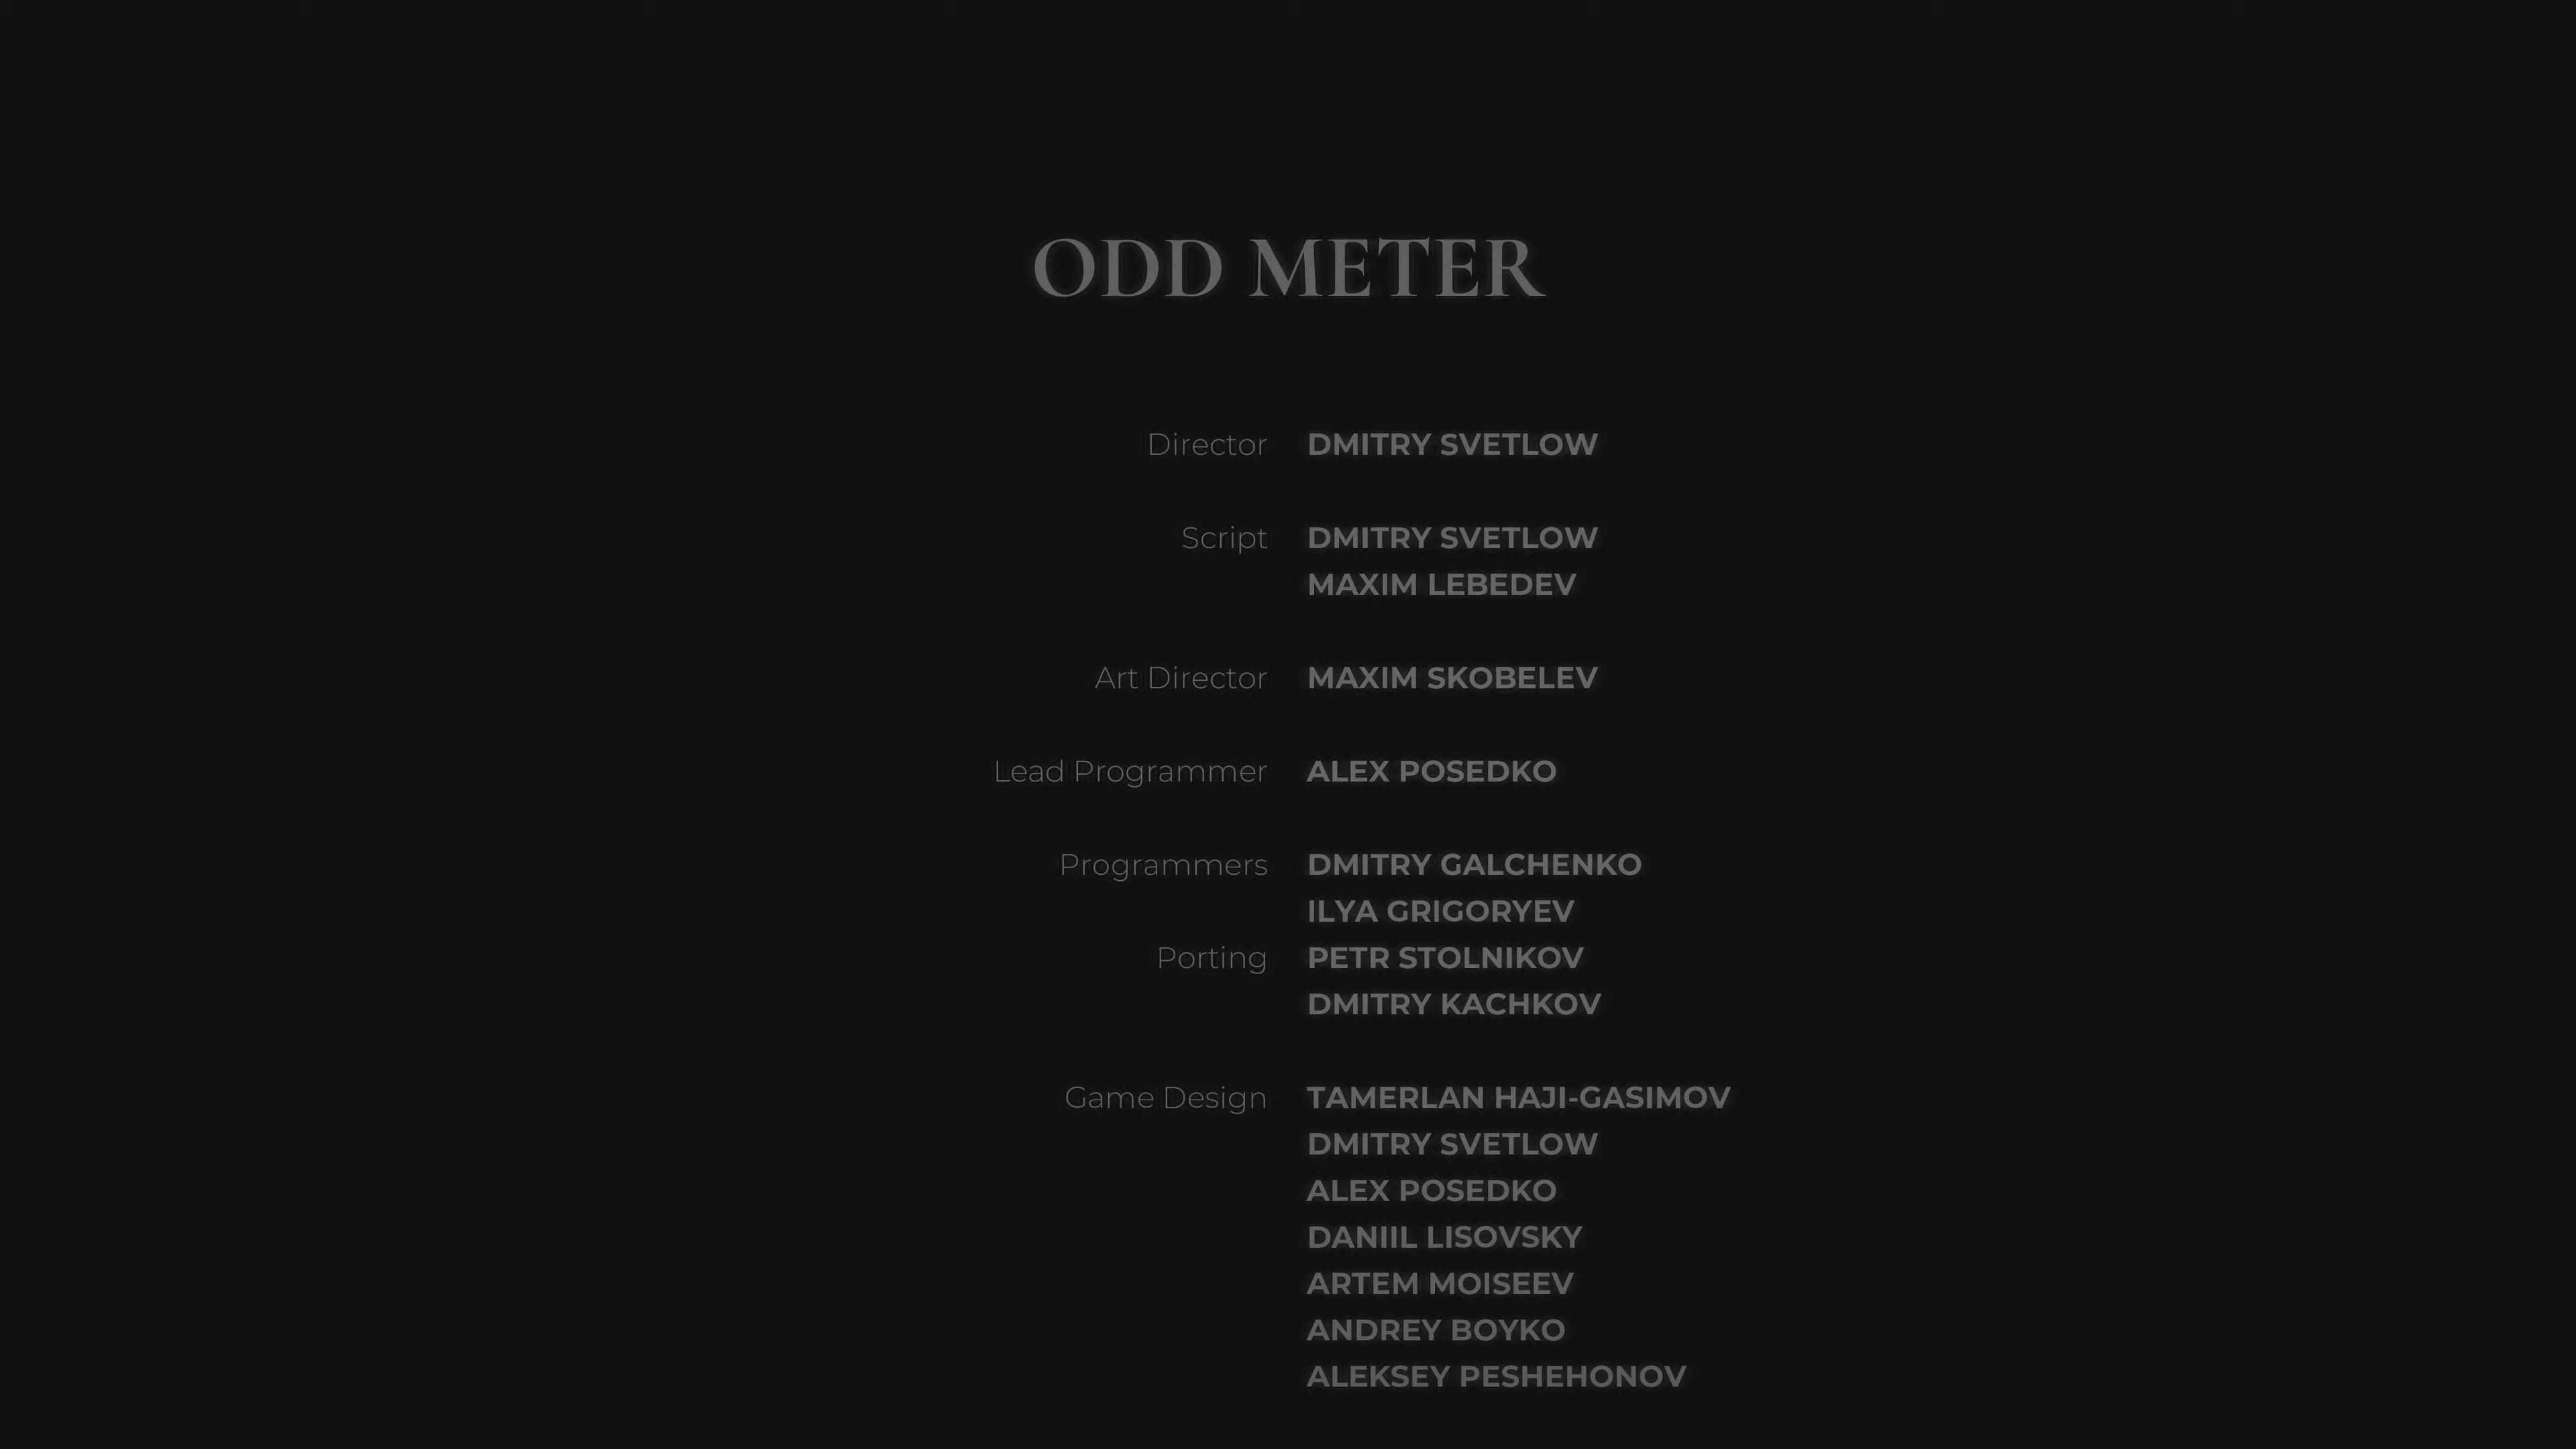 ODD METER
Director DMITRY SVETLOW
Script DMITRY SVETLOW
MAXIM LEBEDEV
Art Director MAXIM SKOBELEV
Lead Programmer ALEX POSEDKO
Programmers DMITRY GALCHENKO
ILYA GRIGORYEV
Porting PETR STOLNIKOV
DMITRY KACHKOV
Game Design TAMERLAN HAJI-GASIMOV
DMITRY SVETLOW
ALEX POSEDKO
DANIIL LISOVSKY
ARTEM MOISEEV
ANDREY BOYKO
ALEKSEY PESHEHONOV